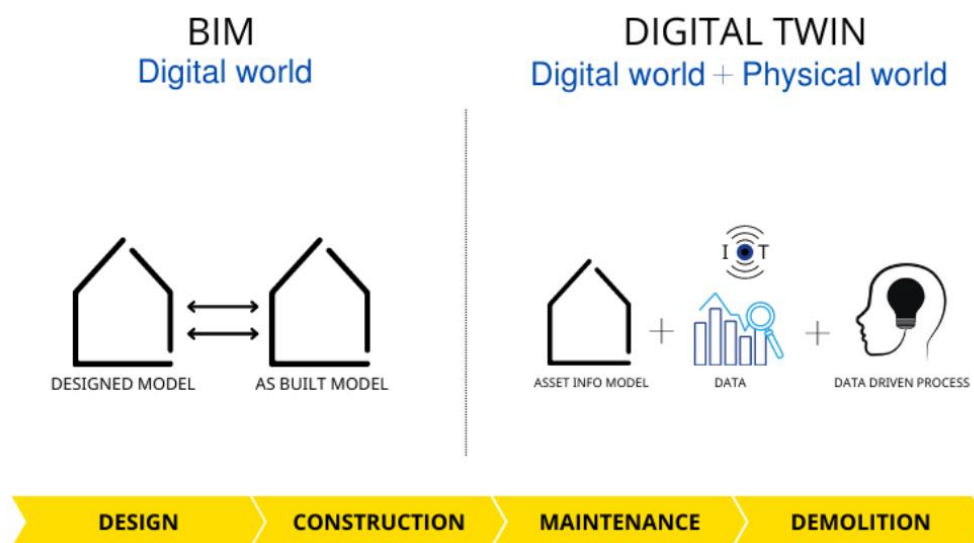 BIM
Digital world
DESIGNED MODEL
AS BUILT MODEL
DIGITAL TWIN
Digital world + Physical world
I T
ASSET INFO MODEL
+
DATA
+
DATA DRIVEN PROCESS
DESIGN
CONSTRUCTION
MAINTENANCE
DEMOLITION